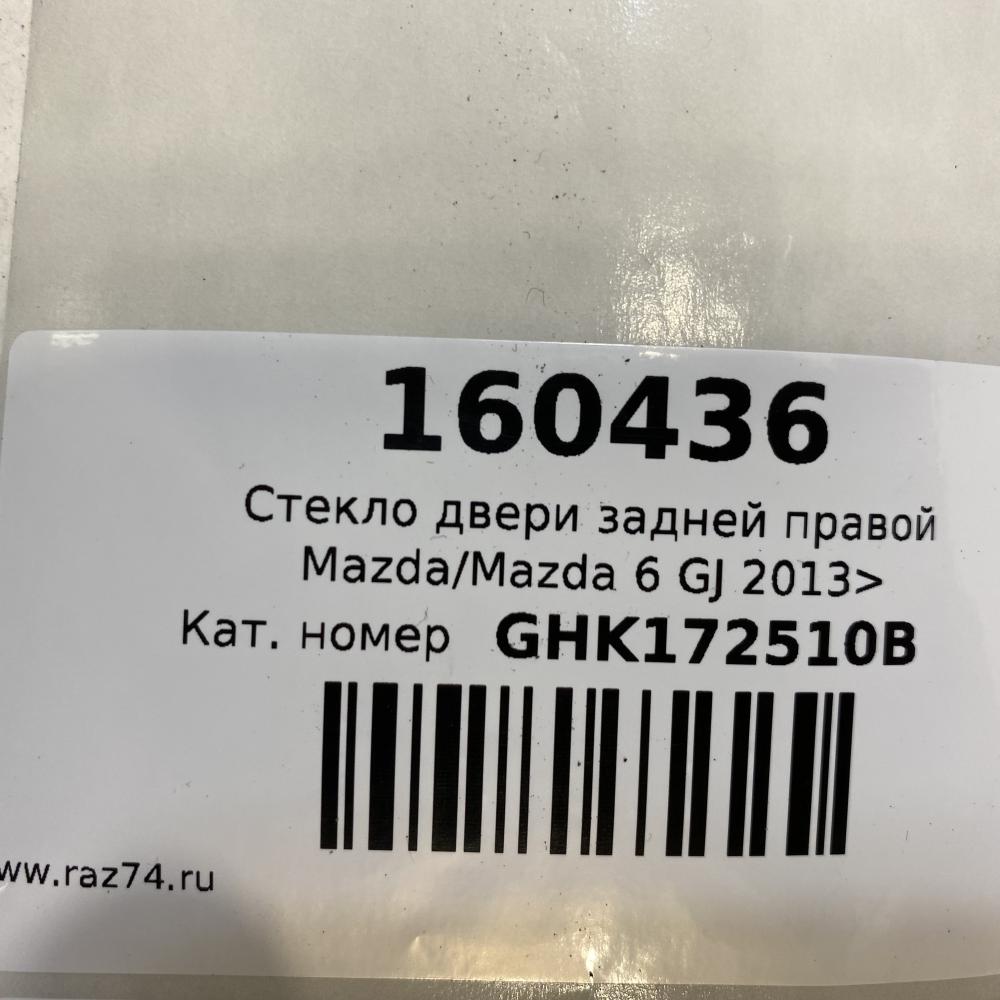 160436
Стекло двери задней правой
Mazda/Mazda 6 GJ 2013>
Кат. номер GHK172510B
ww.raz74.ru